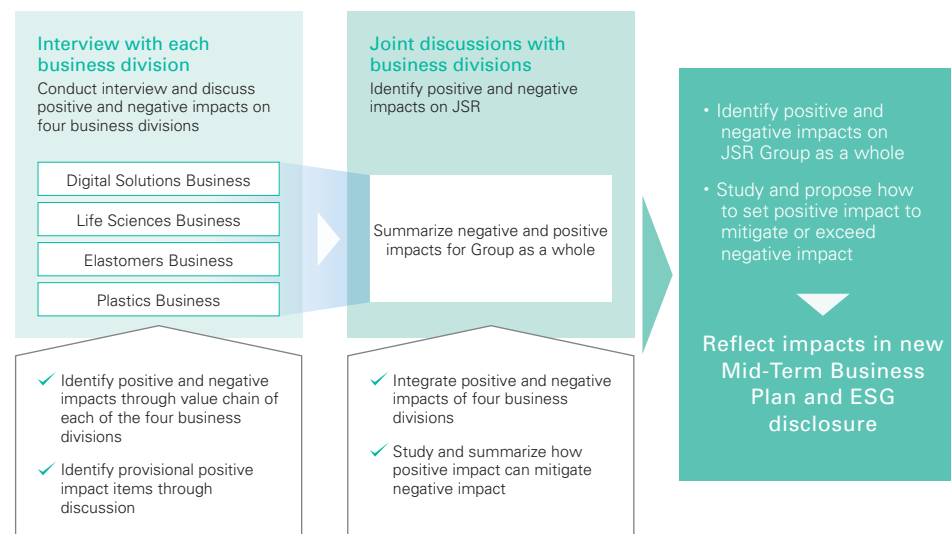 Interview with each
business division
Conduct interview and discuss
positive and negative impacts on
four business divisions
Digital Solutions Business
Life Sciences Business
Elastomers Business
Plastics Business
Identify positive and negative
impacts through value chain of
each of the four business
divisions
Identify provisional positive
impact items through
discussion
Joint discussions with
business divisions
Identify positive and negative
impacts on JSR
Summarize negative and positive
impacts for Group as a whole
Integrate positive and negative
impacts of four business
divisions
Study and summarize how
positive impact can mitigate
negative impact
• Identify positive and
negative impacts on
JSR Group as a whole
• Study and propose how
to set positive impact to
mitigate or exceed
negative impact
Reflect impacts in new
Mid-Term Business
Plan and ESG
disclosure